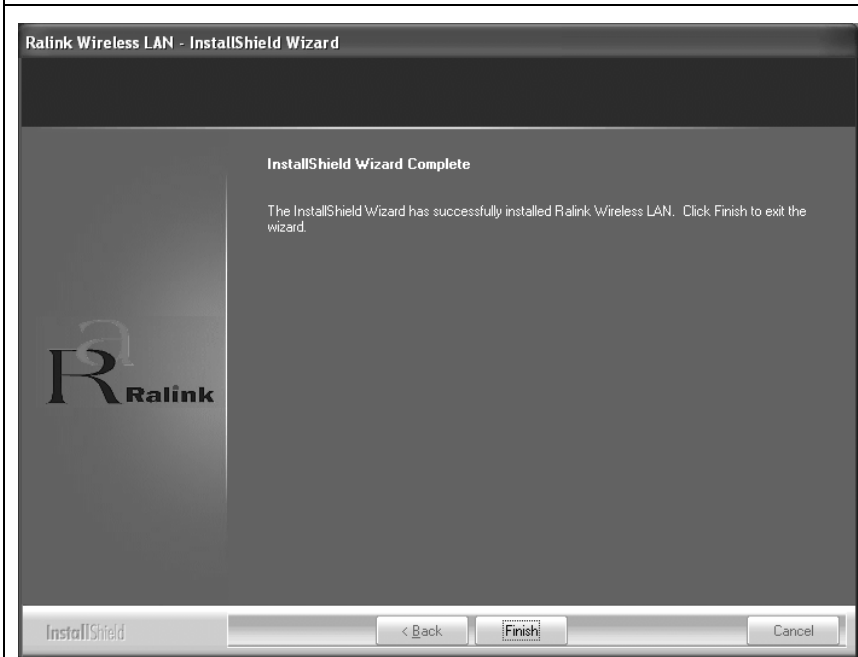 Ralink Wireless LAN - InstallShield Wizard
InstallShield Wizard Complete
The InstallShield Wizard has successfully installed Ralink Wireless LAN. Click Finish to exit the
wizard.
Ra
Ralink
InstallShield
< Back
Finish
Cancel